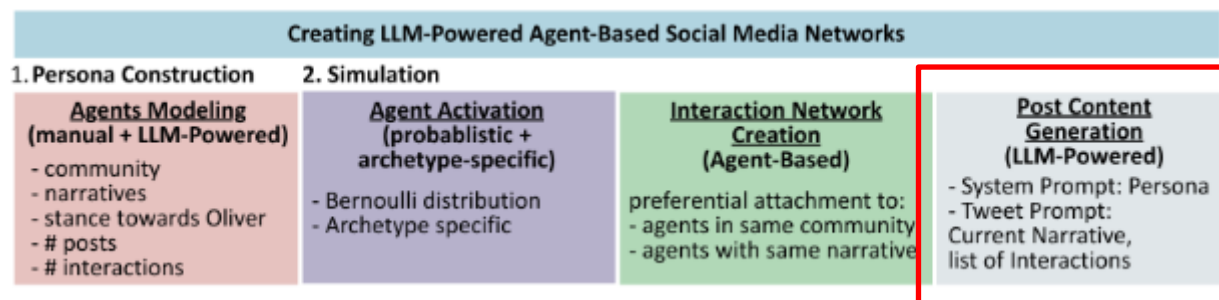 Creating LLM-Powered Agent-Based Social Media Networks
1. Persona Construction
2. Simulation
Agents Modeling
(manual + LLM-Powered)
- community
- narratives
- stance towards Oliver
- # posts
- # interactions
Agent Activation
(probablistic +
archetype-specific)
- Bernoulli distribution
- Archetype specific
Interaction Network
Creation
(Agent-Based)
preferential attachment to:
- agents in same community
- agents with same narrative
Post Content
Generation
(LLM-Powered)
- System Prompt: Persona
- Tweet Prompt:
Current Narrative,
list of Interactions